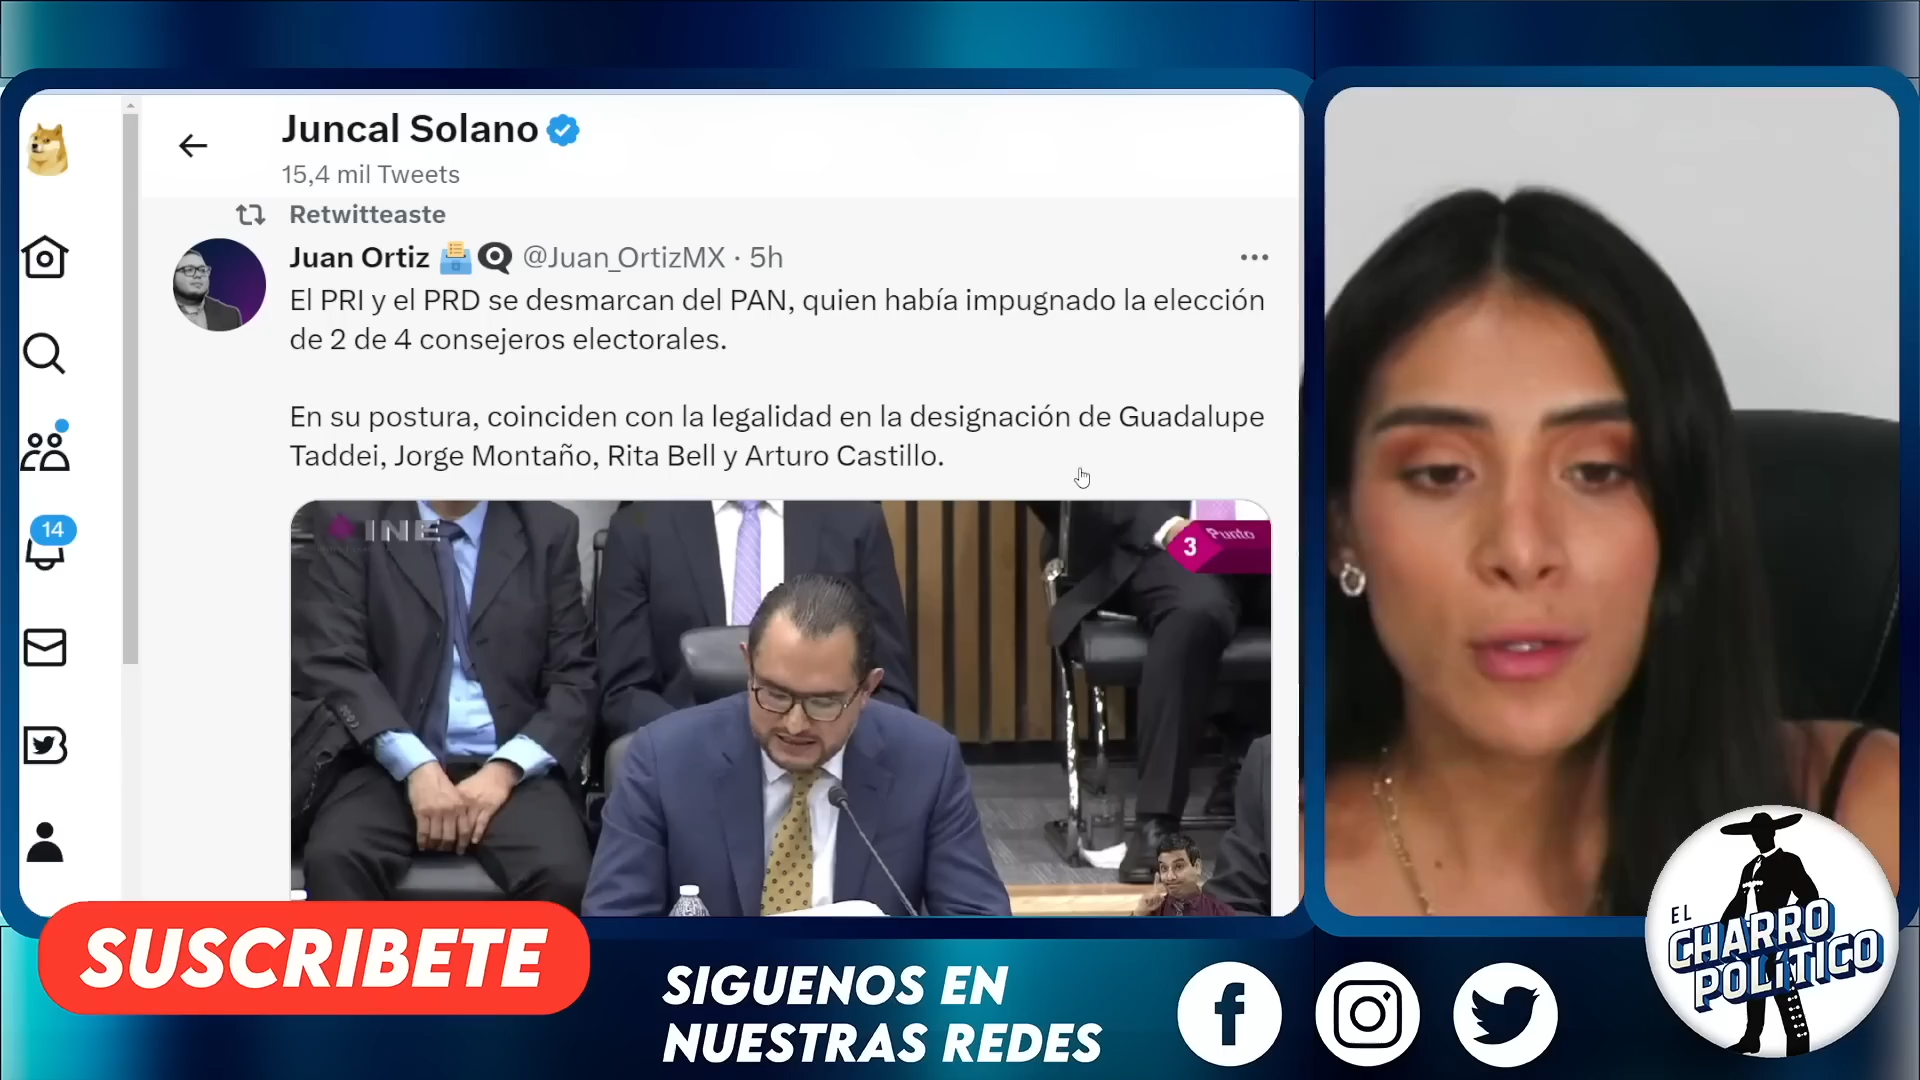 Juncal Solano
15,4 mil Tweets
Retwitteaste
Juan Ortiz @Juan_OrtizMX · 5h
El PRI y el PRD se desmarcan del PAN, quien había impugnado la elección
de 2 de 4 consejeros electorales.
En su postura, coinciden con la legalidad en la designación de Guadalupe
Taddei, Jorge Montaño, Rita Bell y Arturo Castillo.
14
INE
3 Punto
SUSCRIBETE
SIGUENOS EN
NUESTRAS REDES
EL
CHARRO
POLÍTICO